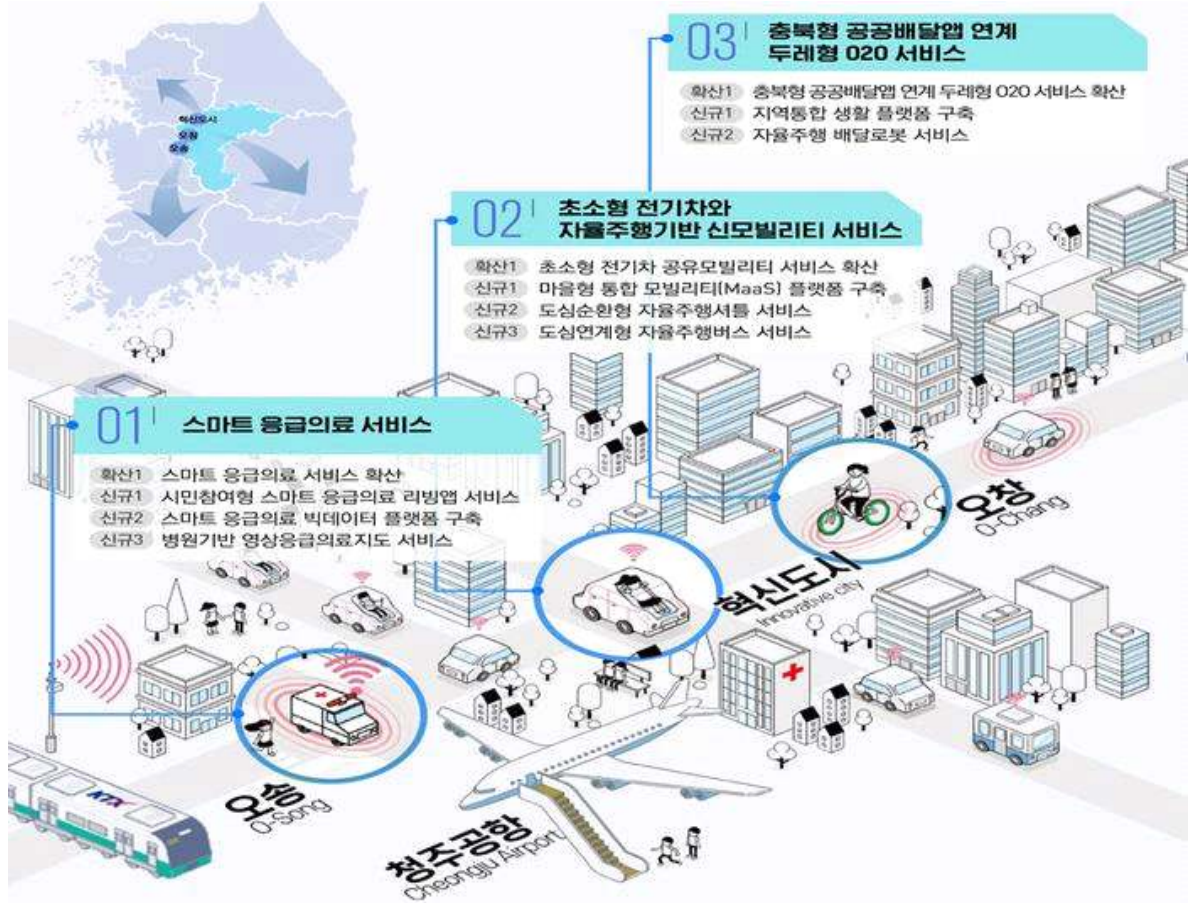 혁신도시
오창
오송
03
충북형 공공배달앱 연계
두레형 O2O 서비스
확산1 충북형 공공배달앱 연계 두레형 O2O 서비스 확산
신규1 지역통합 생활 플랫폼 구축
신규2 자율주행 배달로봇 서비스
02
초소형 전기차와
자율주행기반 신모빌리티 서비스
확산1 초소형 전기차 공유모빌리티 서비스 확산
신규1 마을형 통합 모빌리티(MaaS) 플랫폼 구축
신규2 도심순환형 자율주행셔틀 서비스
신규3 도심연계형 자율주행버스 서비스
01
스마트 응급의료 서비스
확산1 스마트 응급의료 서비스 확산
신규1 시민참여형 스마트 응급의료 리빙앱 서비스
신규2 스마트 응급의료 빅데이터 플랫폼 구축
신규3 병원기반 영상응급의료지도 서비스
오창
O-Chang
혁신도시
Innovative city
오송
O-Song
KTX
청주공항
Cheongju Airport